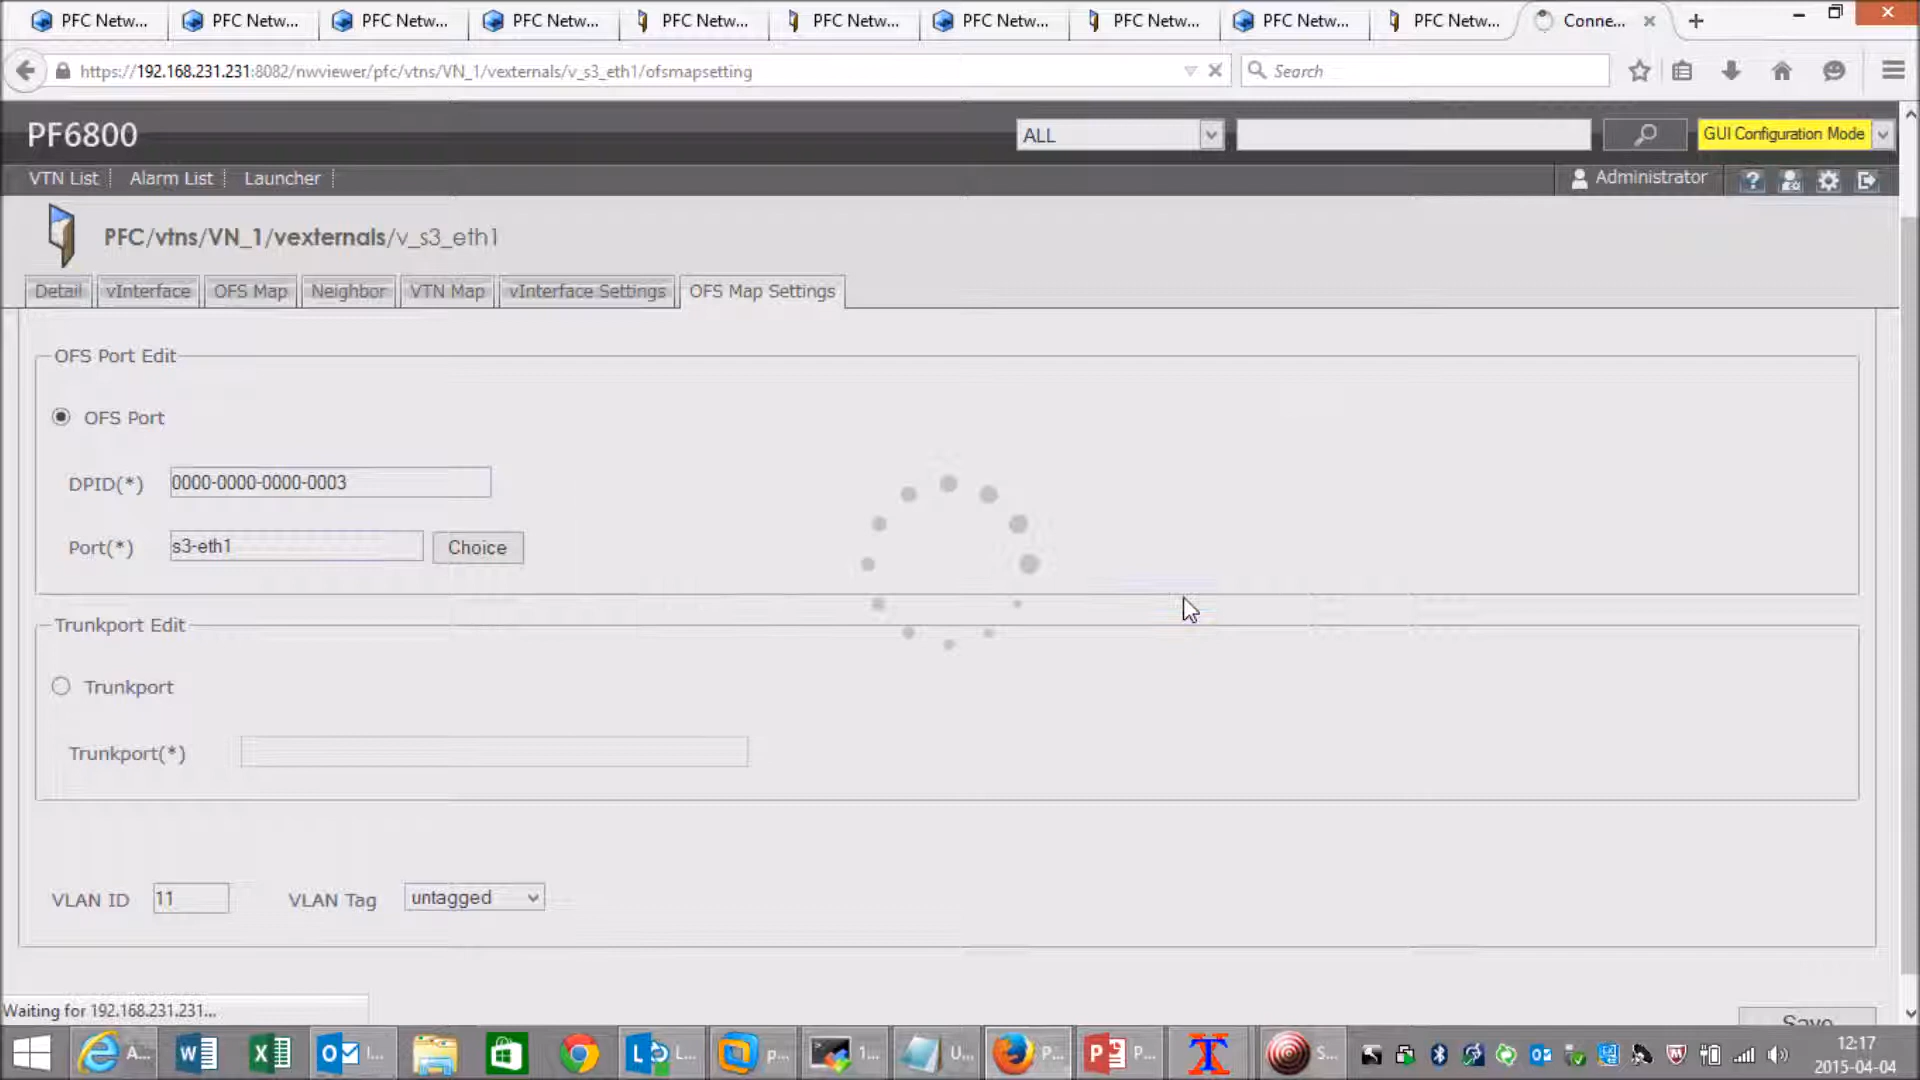 PFC Netw... PFC Netw... PFC Netw... PFC Netw... PFC Netw... PFC Netw... PFC Netw... PFC Netw... PFC Netw... PFC Netw... Conne...
https://192.168.231.231:8082/nwviewer/pfc/vtns/VN_1/vexternals/v_s3_eth1/ofsmapsetting Search
PF6800 ALL GUI Configuration Mode
VTN List Alarm List Launcher Administrator
PFC/vtns/VN_1/vexternals/v_s3_eth1
Detail vInterface OFS Map Neighbor VTN Map vInterface Settings OFS Map Settings
OFS Port Edit
OFS Port
DPID(*) 0000-0000-0000-0003
Port(*) s3-eth1 Choice
Trunkport Edit
Trunkport
Trunkport(*)
VLAN ID 11 VLAN Tag untagged
Waiting for 192.168.231.231...
Save
A... I... L... p... 1... U... P... P... S...
12:17
2015-04-04